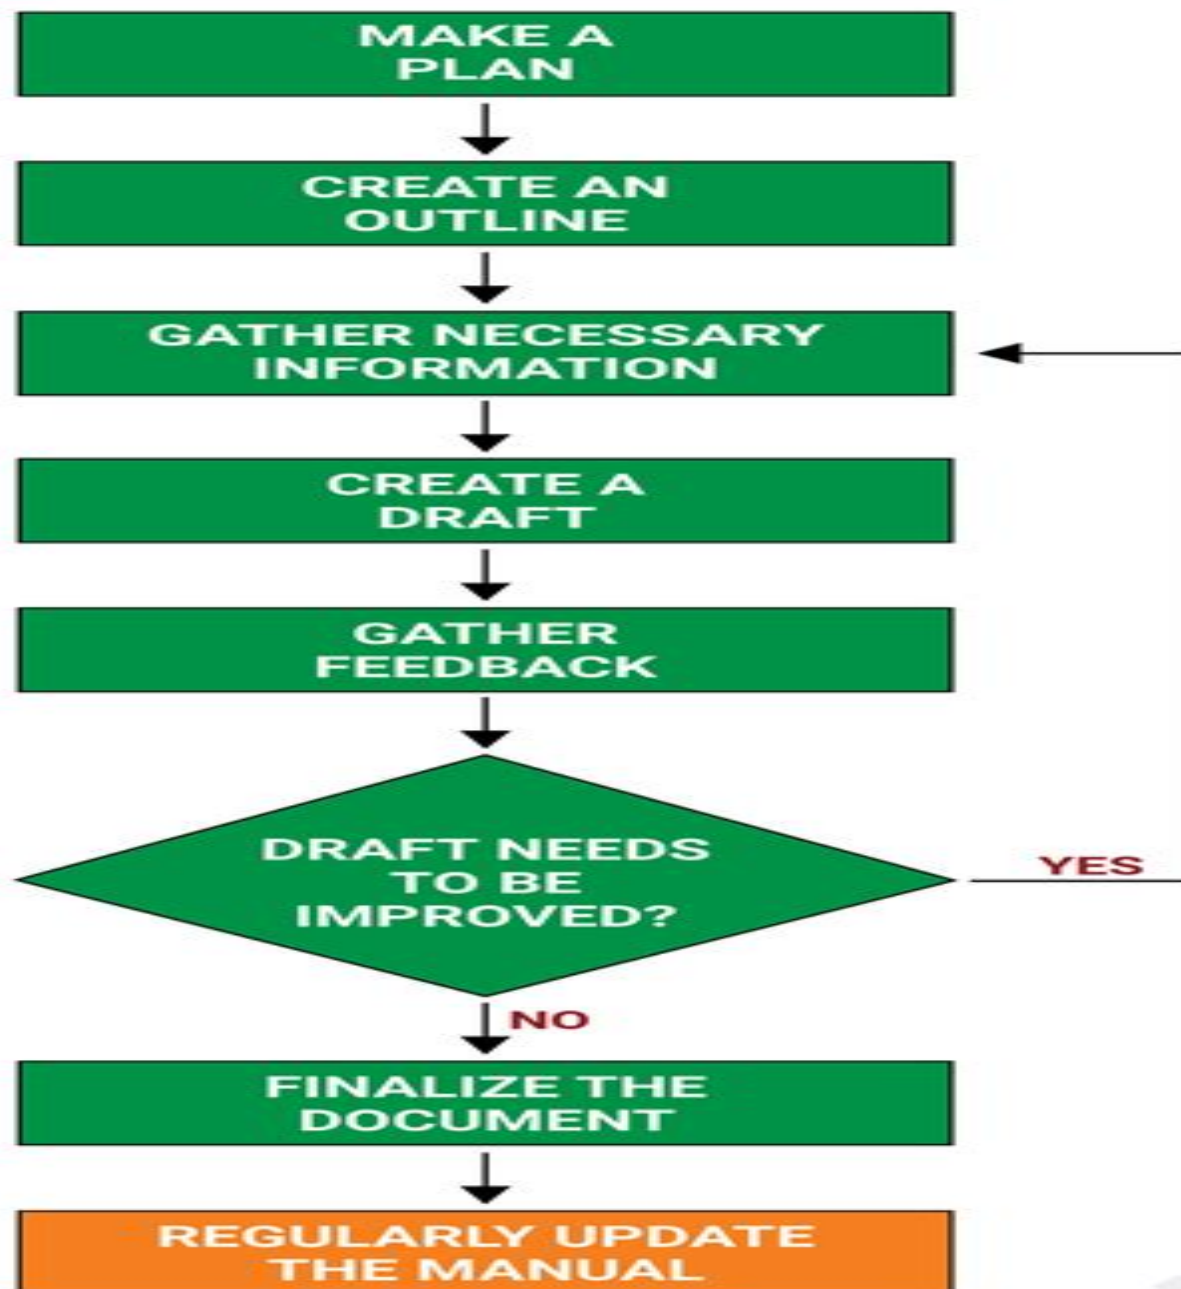 MAKE A
PLAN
CREATE AN
OUTLINE
GATHER NECESSARY
INFORMATION
CREATE A
DRAFT
GATHER
FEEDBACK
DRAFT NEEDS
TO BE
IMPROVED?
YES
NO
FINALIZE THE
DOCUMENT
REGULARLY UPDATE
THE MANUAL